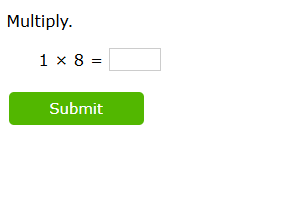 Multiply.
1 × 8 =
Submit